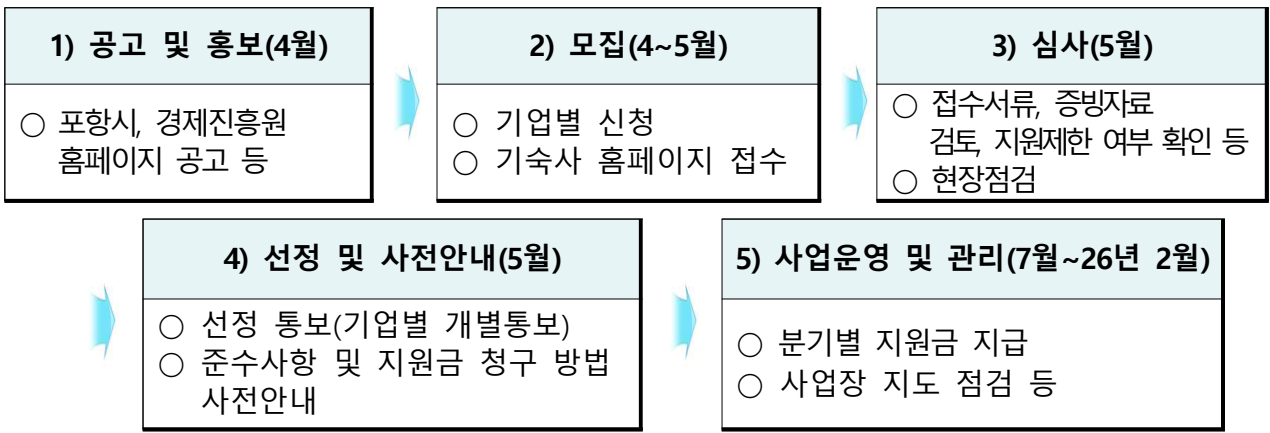 1) 공고 및 홍보(4월)
○ 포항시, 경제진흥원
홈페이지 공고 등
2) 모집(4~5월)
○ 기업별 신청
○ 기숙사 홈페이지 접수
3) 심사(5월)
○ 접수서류, 증빙자료
검토, 지원제한 여부 확인 등
○ 현장점검
4) 선정 및 사전안내(5월)
○ 선정 통보(기업별 개별통보)
○ 준수사항 및 지원금 청구 방법
사전안내
5) 사업운영 및 관리(7월~26년 2월)
○ 분기별 지원금 지급
○ 사업장 지도 점검 등